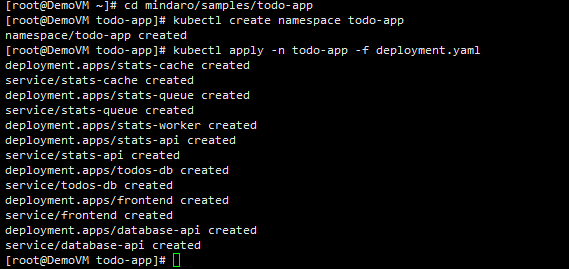 [root@DemoVM ~]# cd mindaro/samples/todo-app
[root@DemoVM todo-app]# kubectl create namespace todo-app
namespace/todo-app created
[root@DemoVM todo-app]# kubectl apply -n todo-app -f deployment.yaml
deployment.apps/stats-cache created
service/stats-cache created
deployment.apps/stats-queue created
service/stats-queue created
deployment.apps/stats-worker created
deployment.apps/stats-api created
service/stats-api created
deployment.apps/todos-db created
service/todos-db created
deployment.apps/frontend created
service/frontend created
deployment.apps/database-api created
service/database-api created
[root@DemoVM todo-app]#